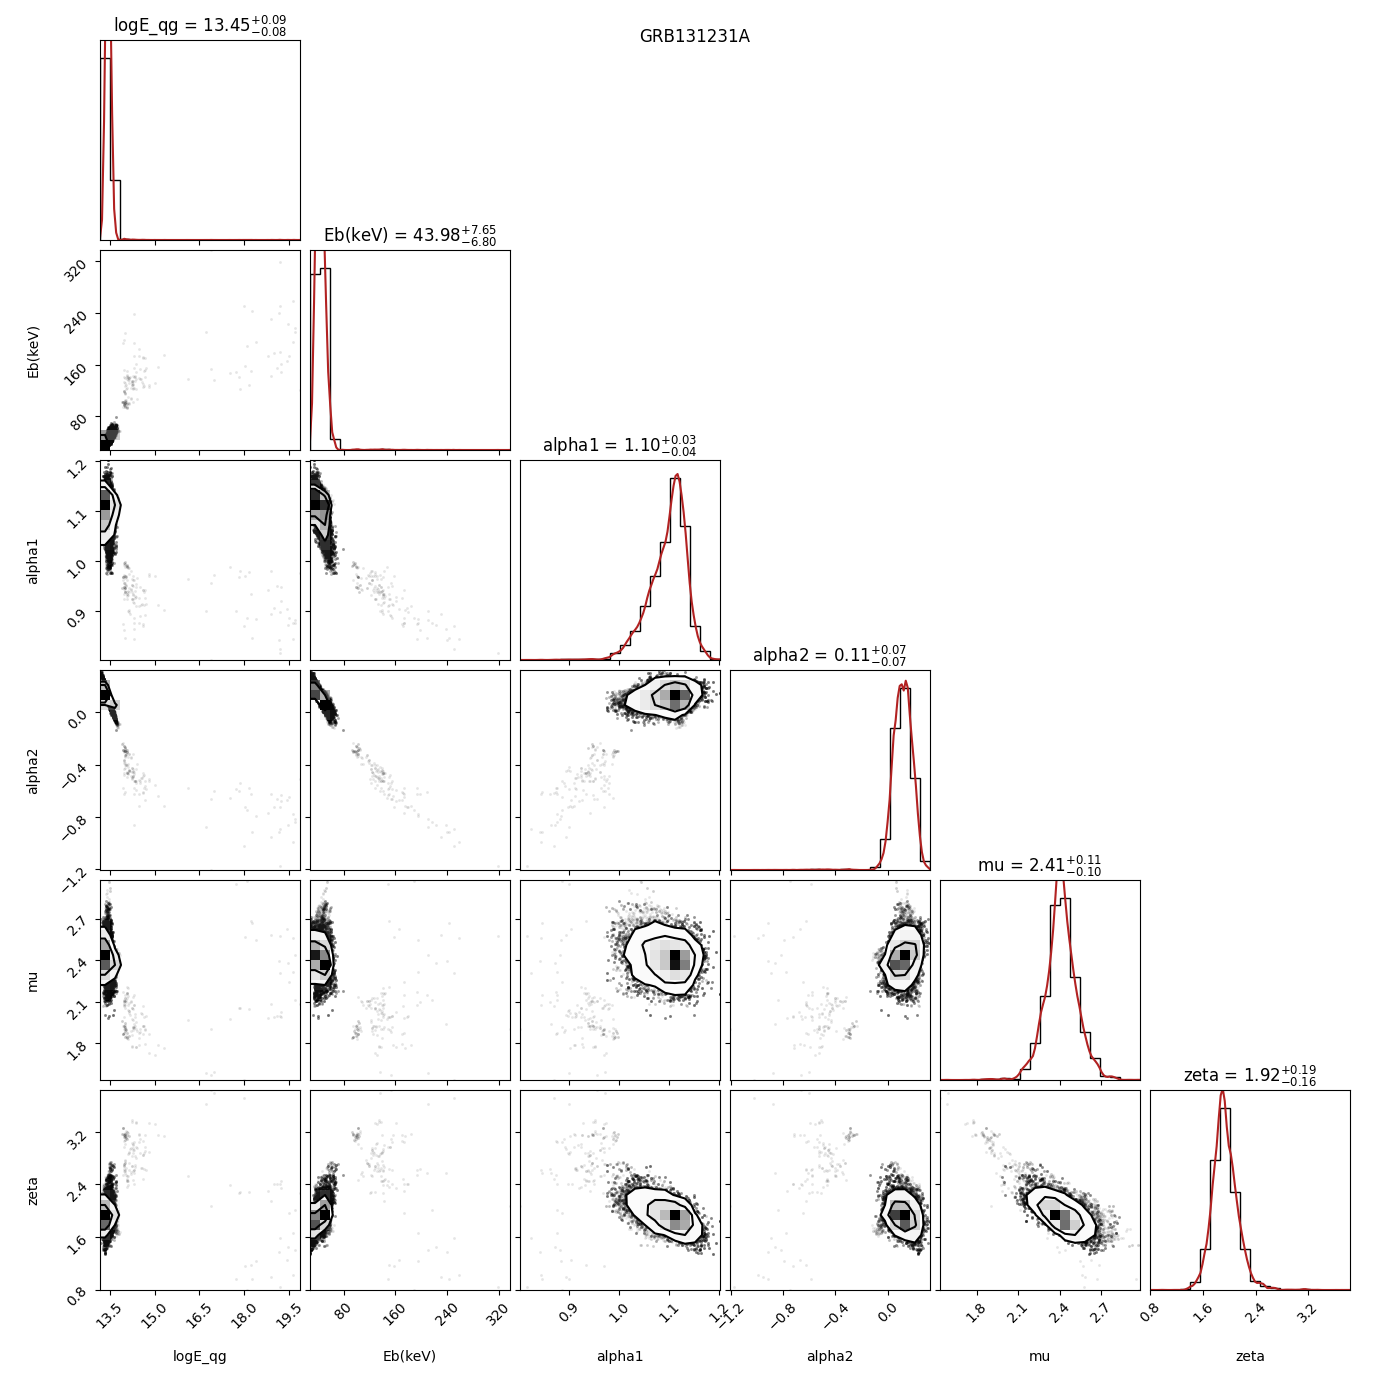 logE_qg = 13.45+0.09−0.08
GRB131231A
Eb(keV) = 43.98+7.65−6.80
320
240
160
80
Eb(keV)
alpha1 = 1.10+0.03−0.04
1.2
1.1
1.0
0.9
alpha1
alpha2 = 0.11+0.07−0.07
0.0
−0.4
−0.8
−1.2
alpha2
mu = 2.41+0.11−0.10
2.7
2.4
2.1
1.8
mu
zeta = 1.92+0.19−0.16
3.2
2.4
1.6
0.8
zeta
13.5 15.0 16.5 18.0 19.5 80 160 240 320 0.9 1.0 1.1 1.2 −1.2 −0.8 −0.4 0.0 1.8 2.1 2.4 2.7 0.8 1.6 2.4 3.2
logE_qg Eb(keV) alpha1 alpha2 mu zeta